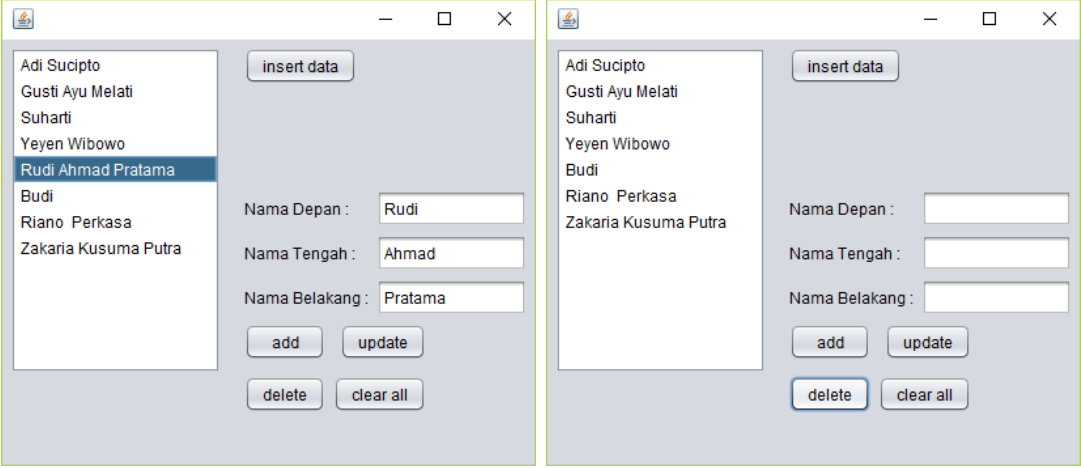 Adi Sucipto
Gusti Ayu Melati
Suharti
Yeyen Wibowo
Rudi Ahmad Pratama
Budi
Riano  Perkasa
Zakaria Kusuma Putra
insert data
Nama Depan : Rudi
Nama Tengah : Ahmad
Nama Belakang : Pratama
add update
delete clear all
Adi Sucipto
Gusti Ayu Melati
Suharti
Yeyen Wibowo
Budi
Riano  Perkasa
Zakaria Kusuma Putra
insert data
Nama Depan :
Nama Tengah :
Nama Belakang :
add update
delete clear all